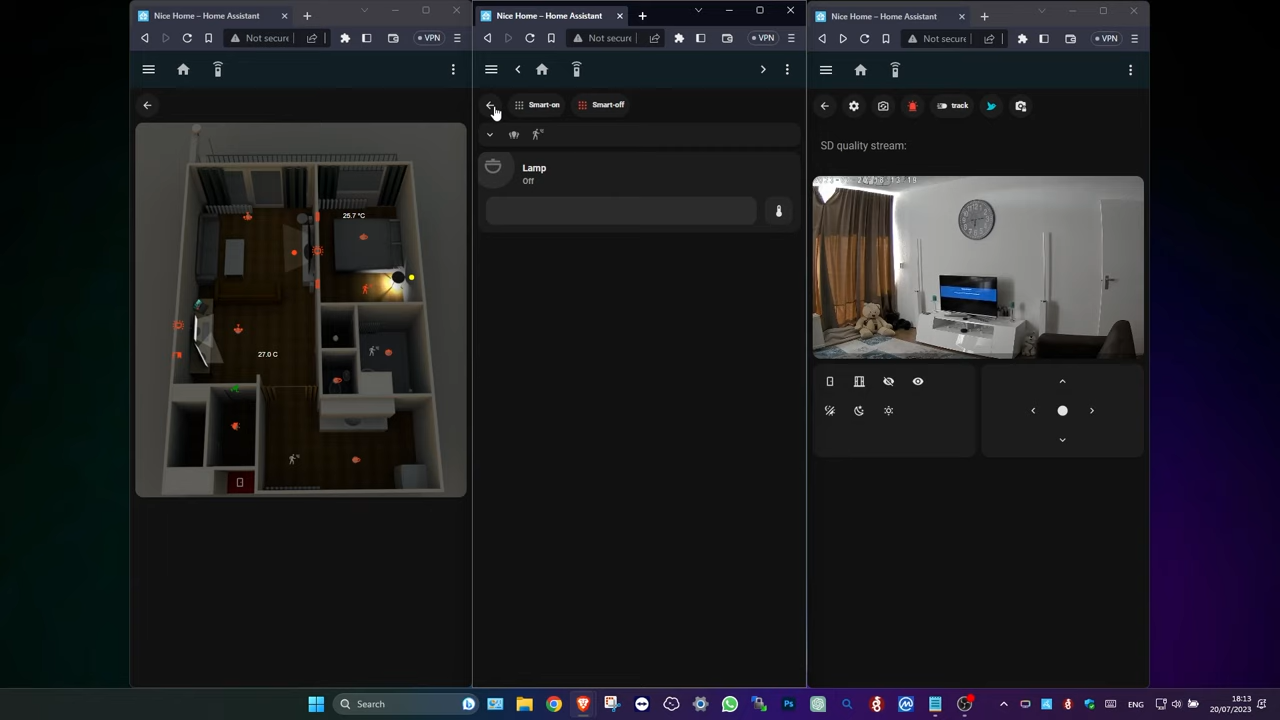 Nice Home – Home Assistant
Not secure
VPN
25.7 °C
27.0 C
Nice Home – Home Assistant
Not secure
VPN
Smart-on
Smart-off
Lamp
Off
Nice Home – Home Assistant
Not secure
VPN
track
SD quality stream:
Search
ENG
18:13
20/07/2023